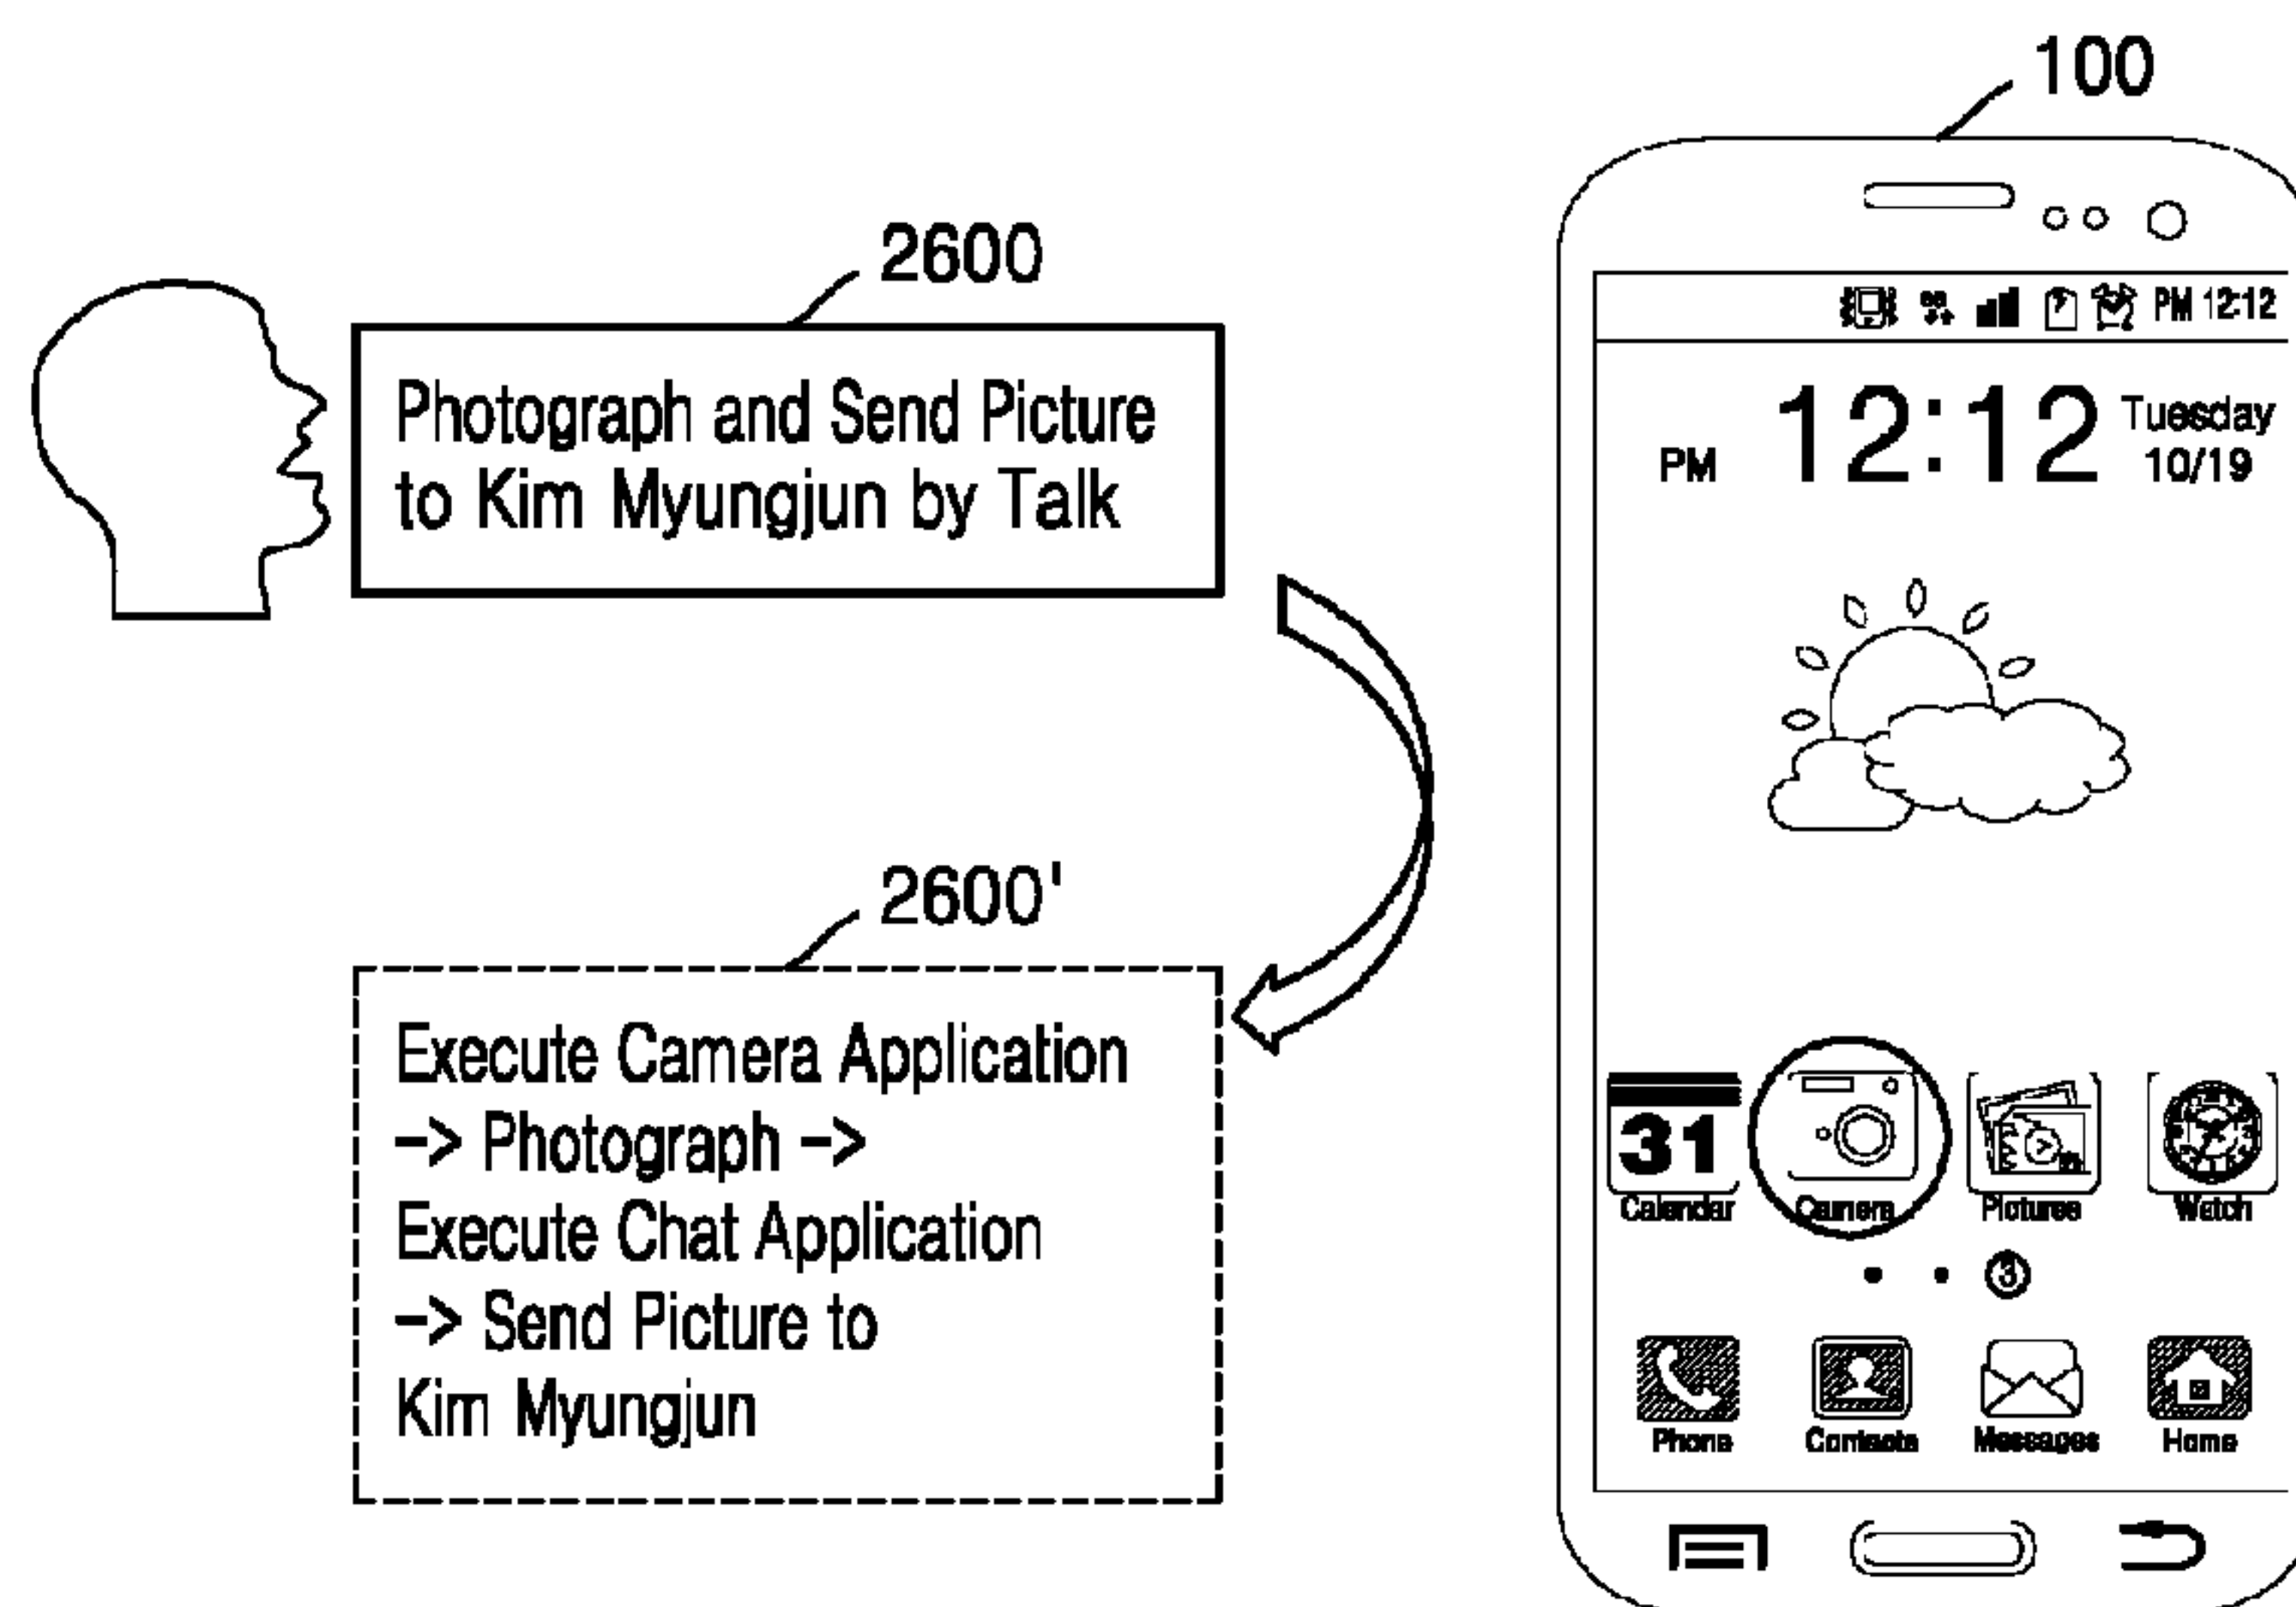 100
2600
Photograph and Send Picture
to Kim Myungjun by Talk
2600'
Execute Camera Application
-> Photograph ->
Execute Chat Application
-> Send Picture to
Kim Myungjun
PM 12:12
PM 12:12 Tuesday
10/19
31
Calendar Camera Pictures Watch
3
Phone Contacts Messages Home